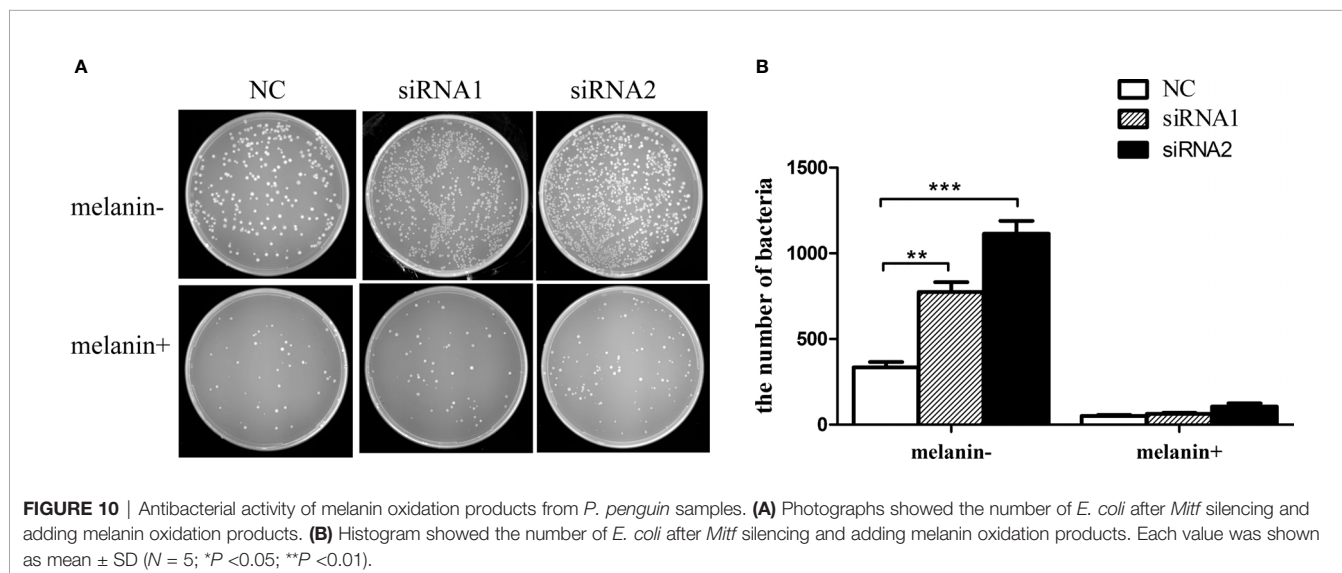 A
NC siRNA1 siRNA2
melanin-
melanin+
B
NC
siRNA1
siRNA2
the number of bacteria
1500
1000
500
0
***
**
melanin- melanin+
FIGURE 10 | Antibacterial activity of melanin oxidation products from P. penguin samples. (A) Photographs showed the number of E. coli after Mitf silencing and
adding melanin oxidation products. (B) Histogram showed the number of E. coli after Mitf silencing and adding melanin oxidation products. Each value was shown
as mean ± SD (N = 5; *P <0.05; **P <0.01).